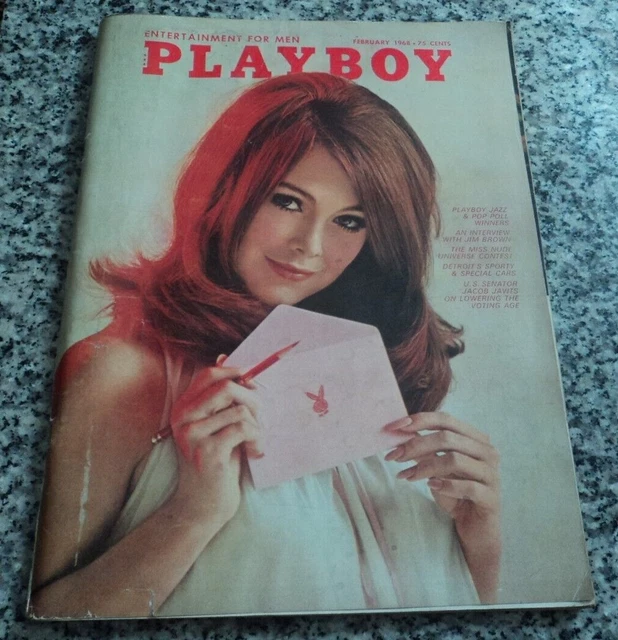 ENTERTAINMENT FOR MEN
FEBRUARY 1968 • 75 CENTS
PLAYBOY
PLAYBOY JAZZ
& POP POLL
WINNERS
AN INTERVIEW
WITH JIM BROWN
THE MISS NUDE
UNIVERSE CONTEST
DETROIT'S SPORTY
& SPECIAL CARS
U.S. SENATOR
JACOB JAVITS
ON LOWERING THE
VOTING AGE